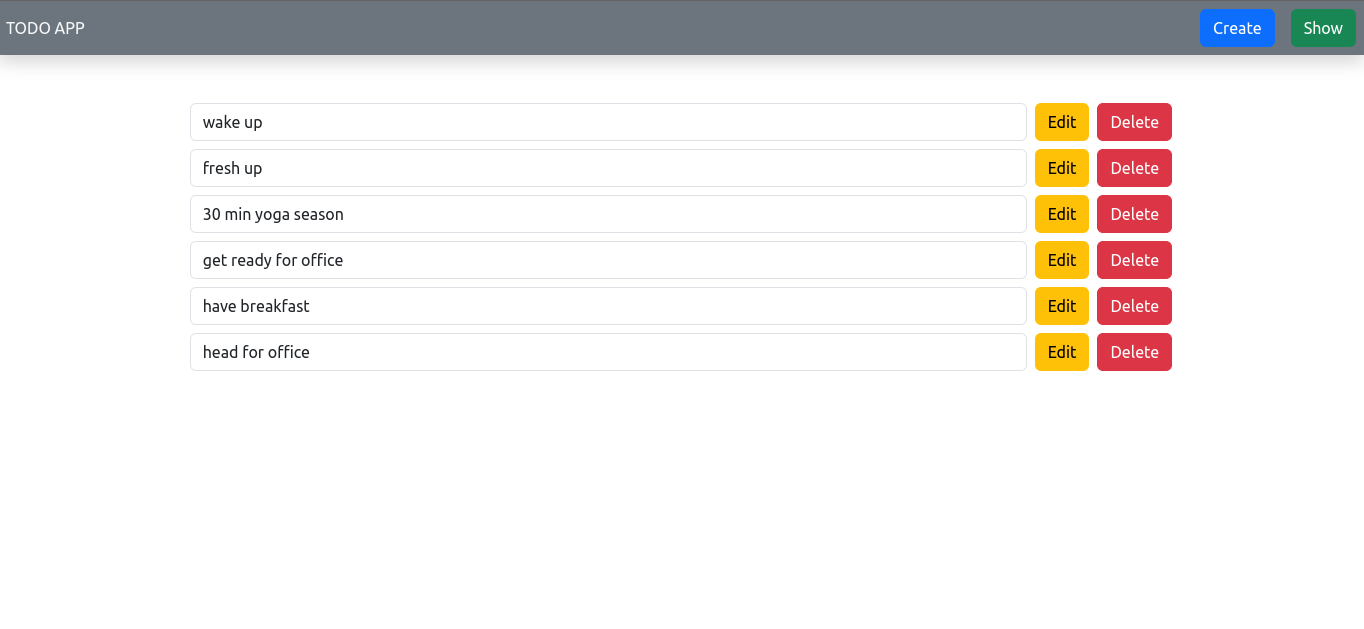 TODO APP Create Show
wake up Edit Delete
fresh up Edit Delete
30 min yoga season Edit Delete
get ready for office Edit Delete
have breakfast Edit Delete
head for office Edit Delete